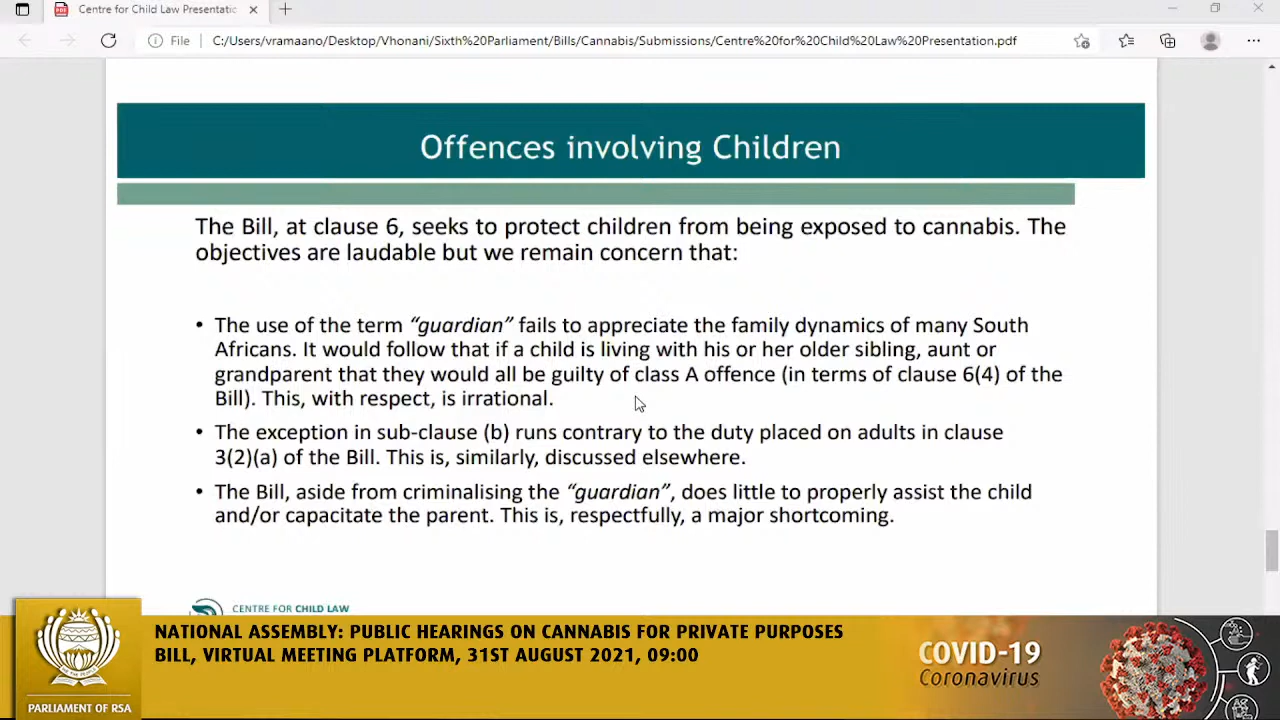 Centre for Child Law Presentatic
File
C:/Users/vramaano/Desktop/Vhonani/Sixth%20Parliament/Bills/Cannabis/Submissions/Centre%20for%20Child%20Law%20Presentation.pdf
Offences involving Children
The Bill, at clause 6, seeks to protect children from being exposed to cannabis. The
objectives are laudable but we remain concern that:
• The use of the term “guardian” fails to appreciate the family dynamics of many South
Africans. It would follow that if a child is living with his or her older sibling, aunt or
grandparent that they would all be guilty of class A offence (in terms of clause 6(4) of the
Bill). This, with respect, is irrational.
• The exception in sub-clause (b) runs contrary to the duty placed on adults in clause
3(2)(a) of the Bill. This is, similarly, discussed elsewhere.
• The Bill, aside from criminalising the “guardian”, does little to properly assist the child
and/or capacitate the parent. This is, respectfully, a major shortcoming.
CENTRE FOR CHILD LAW
NATIONAL ASSEMBLY: PUBLIC HEARINGS ON CANNABIS FOR PRIVATE PURPOSES
BILL, VIRTUAL MEETING PLATFORM, 31ST AUGUST 2021, 09:00
PARLIAMENT OF RSA
COVID-19
Coronavirus